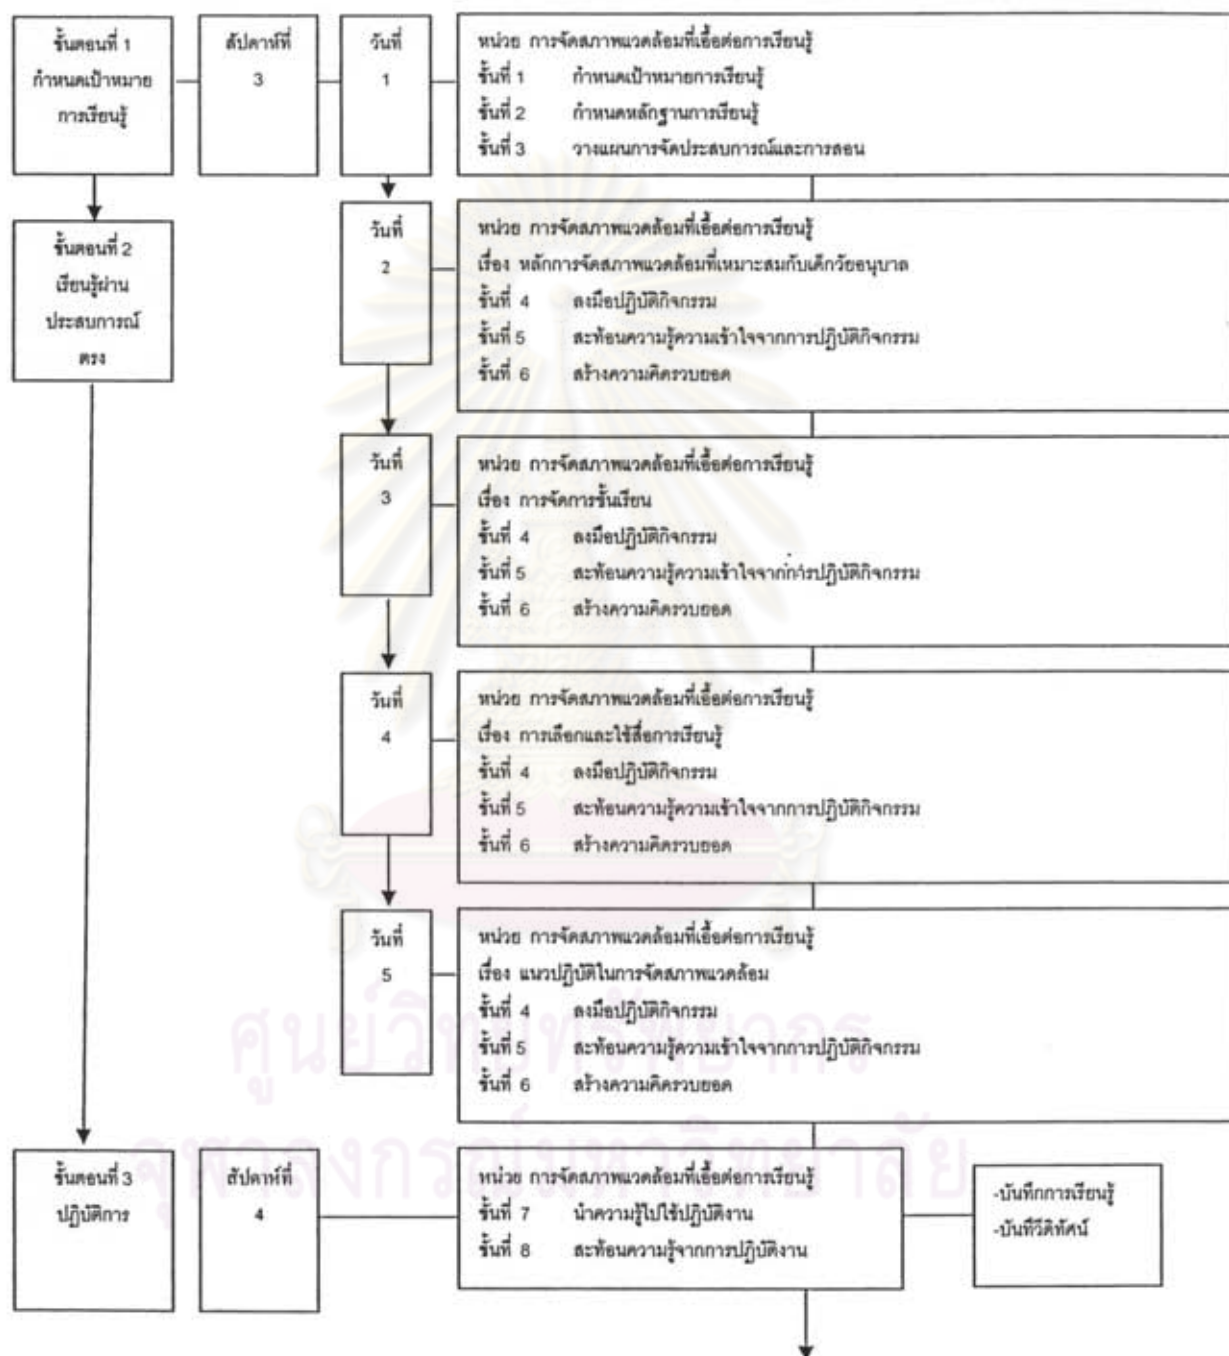 ขั้นตอนที่ 1
กำหนดเป้าหมาย
การเรียนรู้
สัปดาห์ที่
3
วันที่
1
หน่วย การจัดสภาพแวดล้อมที่เอื้อต่อการเรียนรู้
ขั้นที่ 1 กำหนดเป้าหมายการเรียนรู้
ขั้นที่ 2 กำหนดหลักฐานการเรียนรู้
ขั้นที่ 3 วางแผนการจัดประสบการณ์และการสอน
ขั้นตอนที่ 2
เรียนรู้ผ่าน
ประสบการณ์
ตรง
วันที่
2
หน่วย การจัดสภาพแวดล้อมที่เอื้อต่อการเรียนรู้
เรื่อง หลักการจัดสภาพแวดล้อมที่เหมาะสมกับเด็กวัยอนุบาล
ขั้นที่ 4 ลงมือปฏิบัติกิจกรรม
ขั้นที่ 5 สะท้อนความรู้ความเข้าใจจากการปฏิบัติกิจกรรม
ขั้นที่ 6 สร้างความคิดรวบยอด
วันที่
3
หน่วย การจัดสภาพแวดล้อมที่เอื้อต่อการเรียนรู้
เรื่อง การจัดการชั้นเรียน
ขั้นที่ 4 ลงมือปฏิบัติกิจกรรม
ขั้นที่ 5 สะท้อนความรู้ความเข้าใจจากการปฏิบัติกิจกรรม
ขั้นที่ 6 สร้างความคิดรวบยอด
วันที่
4
หน่วย การจัดสภาพแวดล้อมที่เอื้อต่อการเรียนรู้
เรื่อง การเลือกและใช้สื่อการเรียนรู้
ขั้นที่ 4 ลงมือปฏิบัติกิจกรรม
ขั้นที่ 5 สะท้อนความรู้ความเข้าใจจากการปฏิบัติกิจกรรม
ขั้นที่ 6 สร้างความคิดรวบยอด
วันที่
5
หน่วย การจัดสภาพแวดล้อมที่เอื้อต่อการเรียนรู้
เรื่อง แนวปฏิบัติในการจัดสภาพแวดล้อม
ขั้นที่ 4 ลงมือปฏิบัติกิจกรรม
ขั้นที่ 5 สะท้อนความรู้ความเข้าใจจากการปฏิบัติกิจกรรม
ขั้นที่ 6 สร้างความคิดรวบยอด
ศูนย์วิทยทรัพยากร
จุฬาลงกรณ์มหาวิทยาลัย
ขั้นตอนที่ 3
ปฏิบัติการ
สัปดาห์ที่
4
หน่วย การจัดสภาพแวดล้อมที่เอื้อต่อการเรียนรู้
ขั้นที่ 7 นำความรู้ไปใช้ปฏิบัติงาน
ขั้นที่ 8 สะท้อนความรู้จากการปฏิบัติงาน
-บันทึกการเรียนรู้
-บันทึวีดิทัศน์